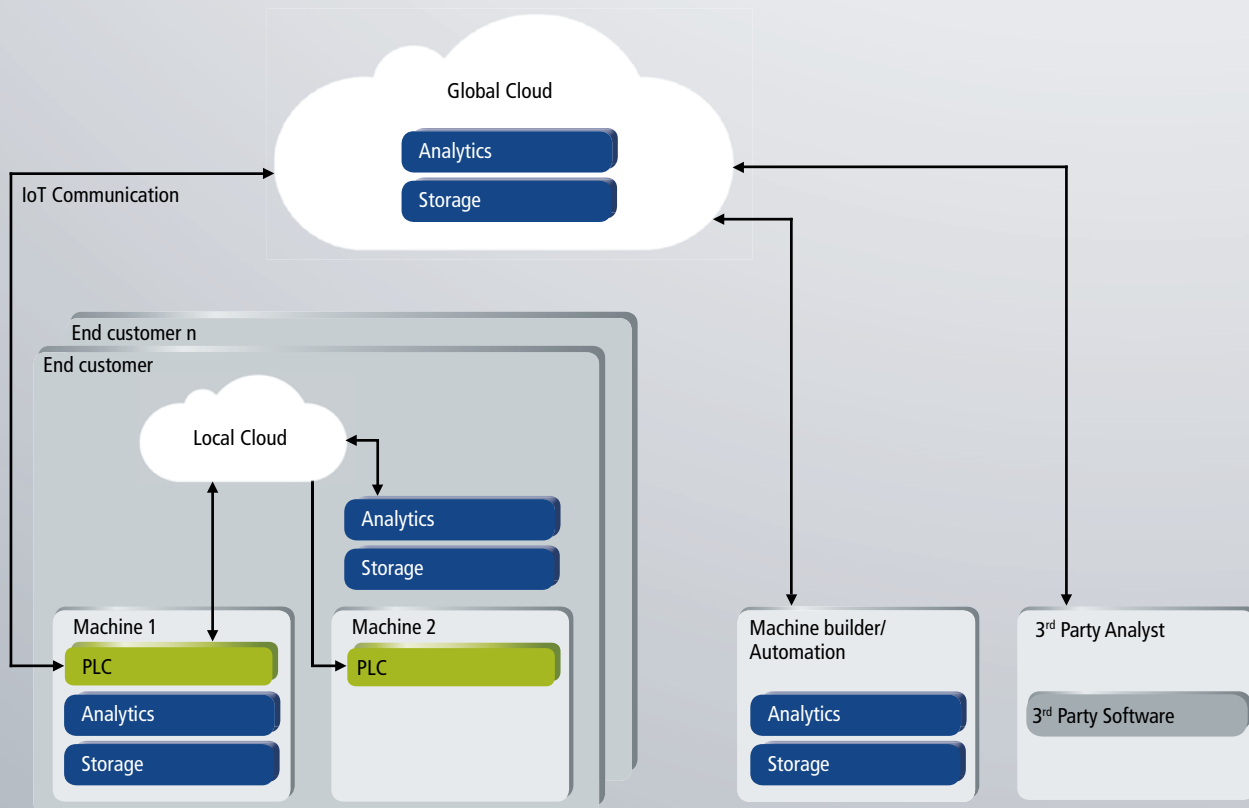 Global Cloud
Analytics
Storage
IoT Communication
End customer n
End customer
Local Cloud
Analytics
Storage
Machine 1
PLC
Analytics
Storage
Machine 2
PLC
Machine builder/
Automation
Analytics
Storage
3rd Party Analyst
3rd Party Software